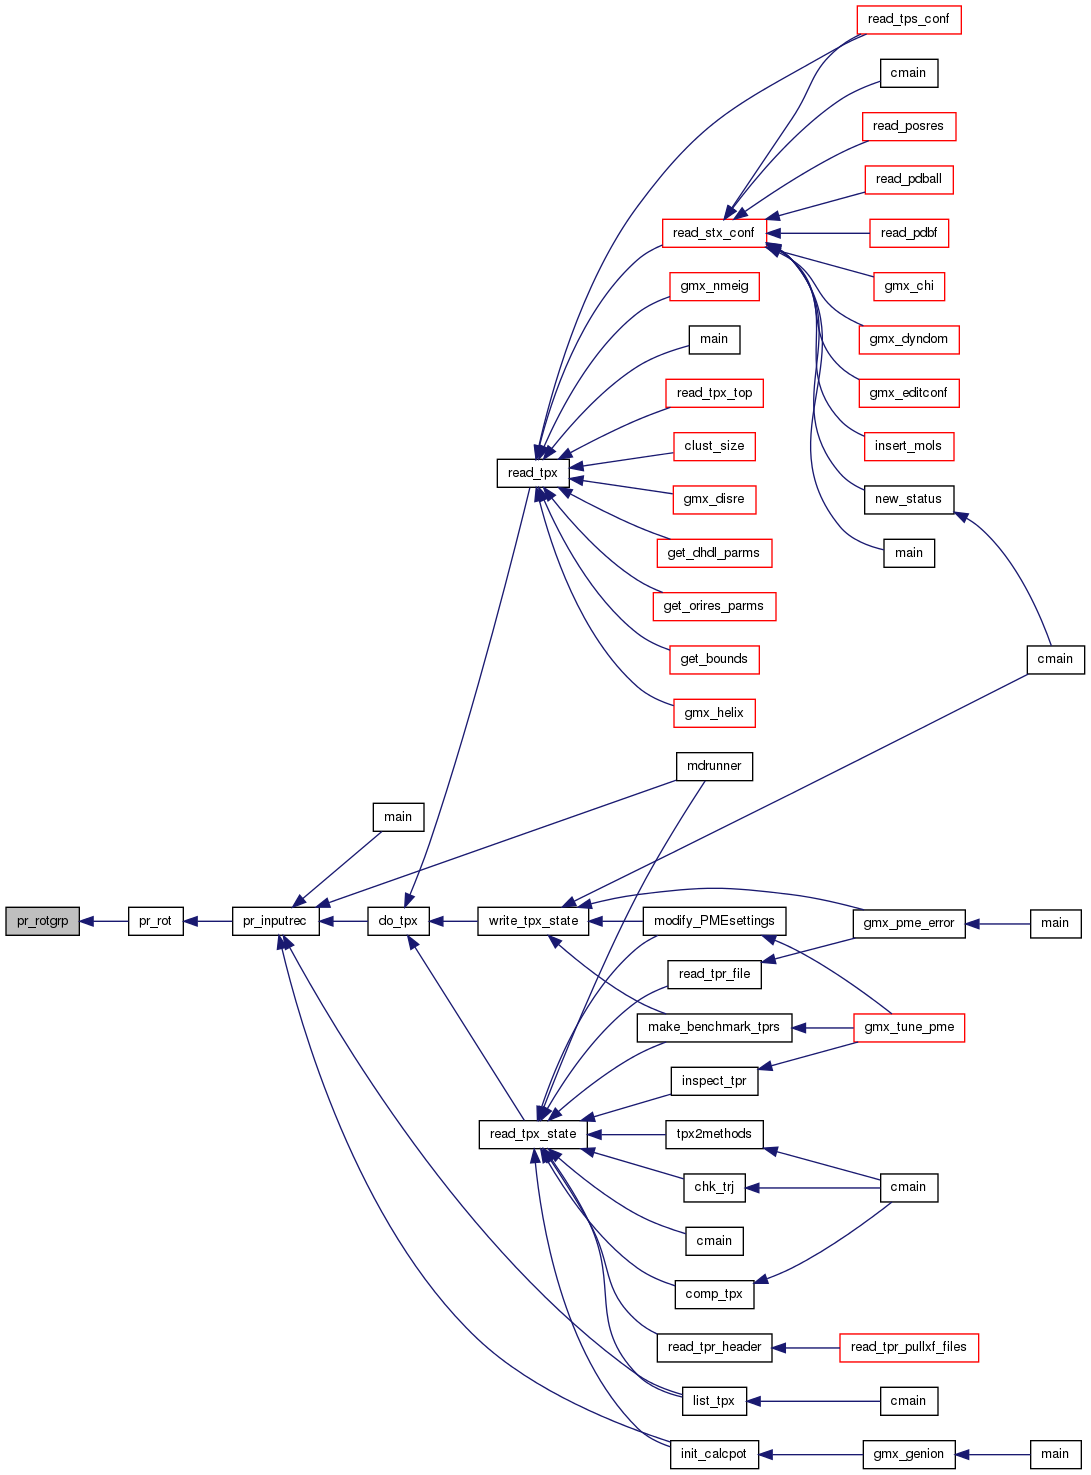 read_tps_conf
cmain
read_posres
read_pdball
read_stx_conf
read_pdbf
gmx_nmeig
gmx_chi
main
gmx_dyndom
read_tpx_top
gmx_editconf
clust_size
insert_mols
read_tpx
gmx_disre
new_status
get_dhdl_parms
main
get_orires_parms
get_bounds
cmain
gmx_helix
mdrunner
main
pr_rotgrp
pr_rot
pr_inputrec
do_tpx
write_tpx_state
modify_PMEsettings
gmx_pme_error
main
read_tpr_file
make_benchmark_tprs
gmx_tune_pme
inspect_tpr
read_tpx_state
tpx2methods
chk_trj
cmain
cmain
comp_tpx
read_tpr_header
read_tpr_pullxf_files
list_tpx
cmain
init_calcpot
gmx_genion
main